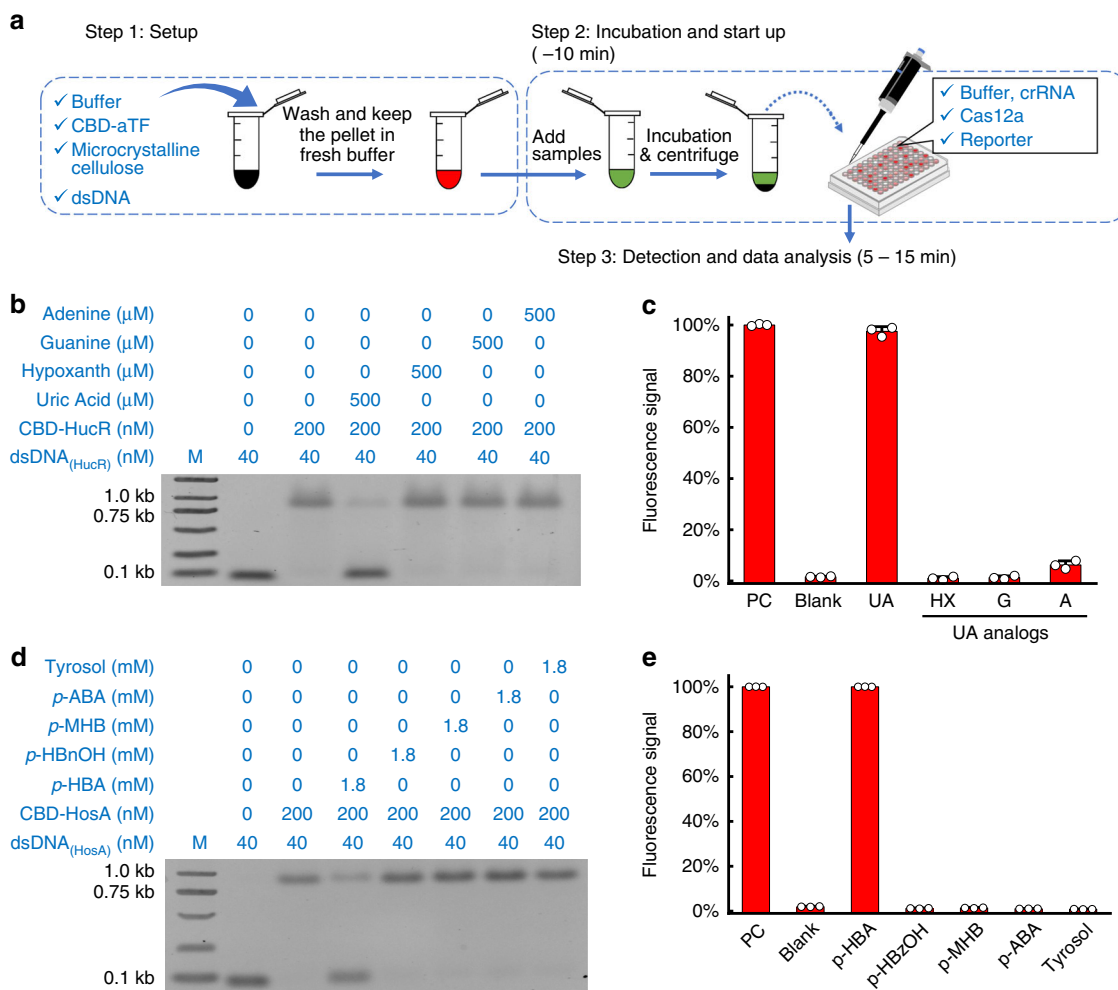 a
Step 1: Setup
Step 2: Incubation and start up
( –10 min)
✓ Buffer
✓ CBD-aTF
✓ Microcrystalline
cellulose
✓ dsDNA
Wash and keep
the pellet in
fresh buffer
Add
samples
Incubation
& centrifuge
✓ Buffer, crRNA
✓ Cas12a
✓ Reporter
Step 3: Detection and data analysis (5 – 15 min)
b
Adenine (μM) 0 0 0 0 0 500
Guanine (μM) 0 0 0 0 500 0
Hypoxanth (μM) 0 0 0 500 0 0
Uric Acid (μM) 0 0 500 0 0 0
CBD-HucR (nM) 0 200 200 200 200 200
dsDNA(HucR) (nM) M 40 40 40 40 40 40
1.0 kb
0.75 kb
0.1 kb
c
Fluorescence signal
100%
80%
60%
40%
20%
0%
PC Blank UA HX G A
UA analogs
d
Tyrosol (mM) 0 0 0 0 0 0 1.8
p-ABA (mM) 0 0 0 0 0 1.8 0
p-MHB (mM) 0 0 0 0 1.8 0 0
p-HBnOH (mM) 0 0 0 1.8 0 0 0
p-HBA (mM) 0 0 1.8 0 0 0 0
CBD-HosA (nM) 0 200 200 200 200 200 200
dsDNA(HosA) (nM) M 40 40 40 40 40 40 40
1.0 kb
0.75 kb
0.1 kb
e
Fluorescence signal
100%
80%
60%
40%
20%
0%
PC Blank p-HBA p-HBzOH p-MHB p-ABA Tyrosol